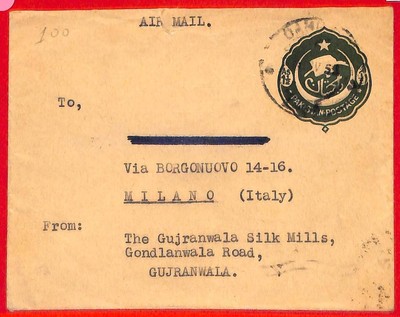 100
AIR MAIL.
To,
Via BORGONUOVO 14-16.
MILANO (Italy)
From:
The Gujranwala Silk Mills,
Gondlanwala Road,
GUJRANWALA.
پاکستان
PAKISTAN POSTAGE